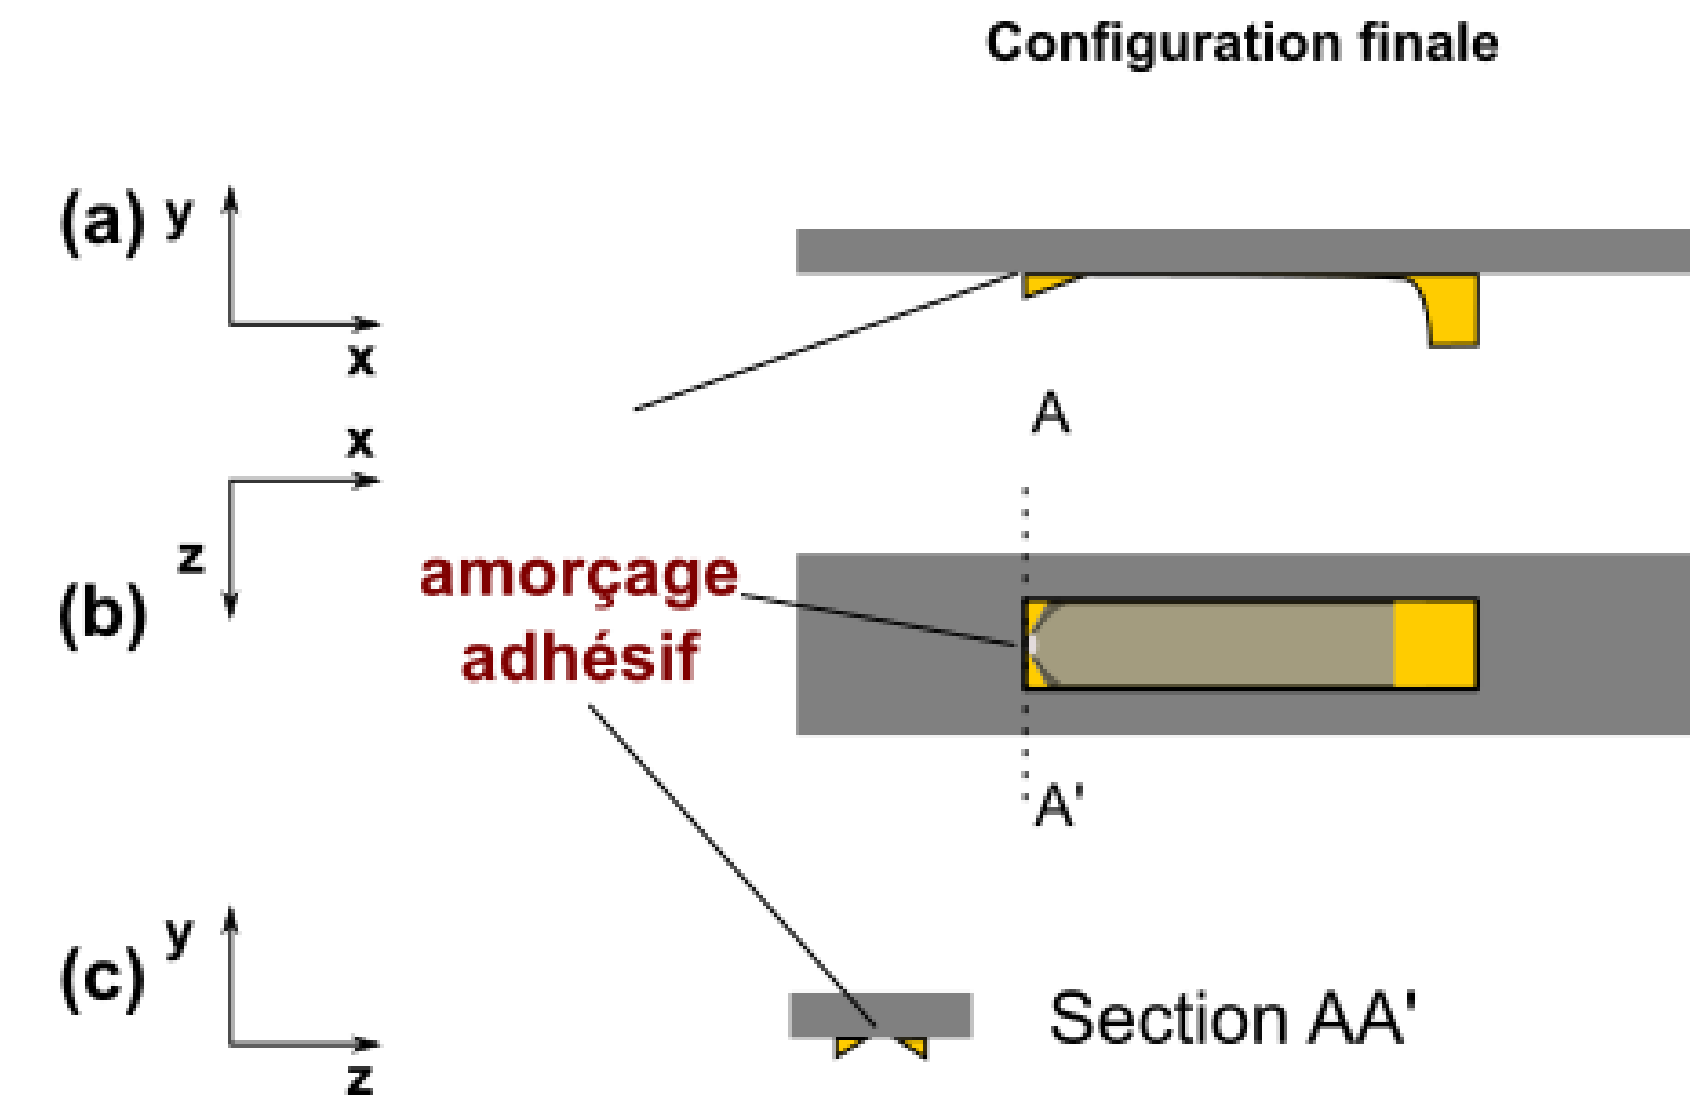 Configuration finale
(a) y
x
A
x
z
(b)
amorçage
adhésif
A'
y
(c)
Section AA'
z